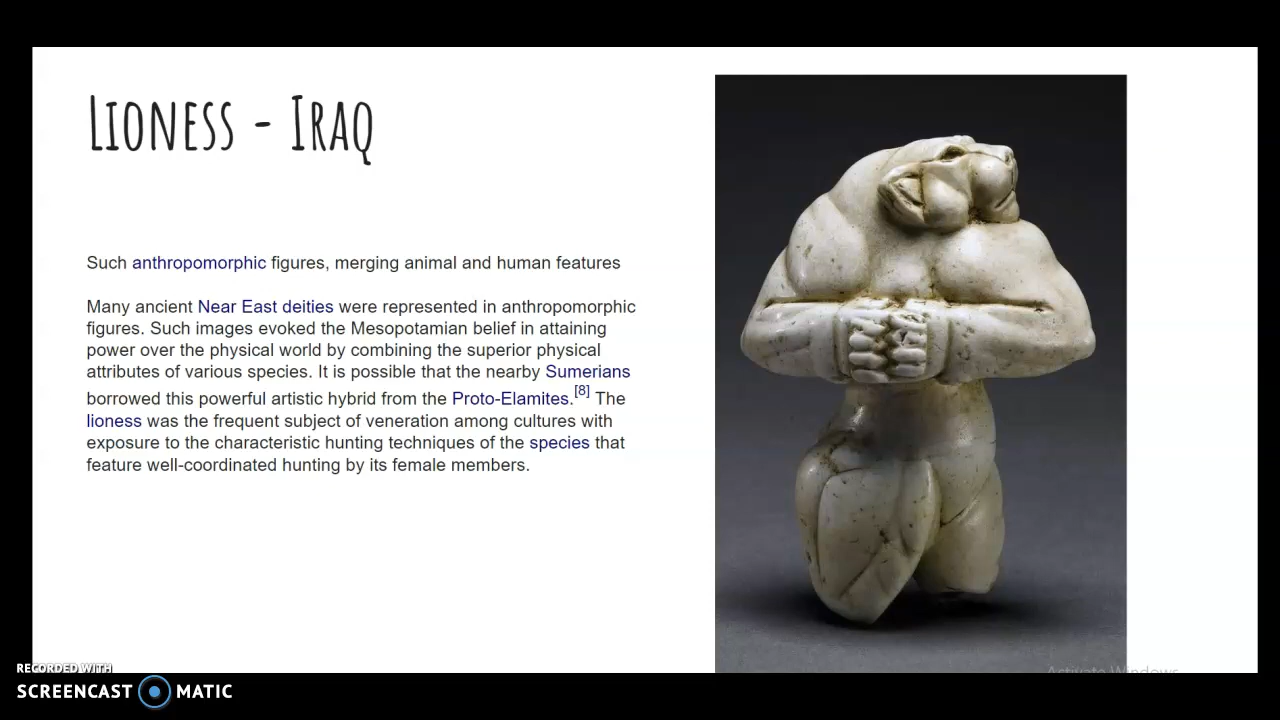 Lioness - Iraq
Such anthropomorphic figures, merging animal and human features
Many ancient Near East deities were represented in anthropomorphic
figures. Such images evoked the Mesopotamian belief in attaining
power over the physical world by combining the superior physical
attributes of various species. It is possible that the nearby Sumerians
borrowed this powerful artistic hybrid from the Proto-Elamites.[8] The
lioness was the frequent subject of veneration among cultures with
exposure to the characteristic hunting techniques of the species that
feature well-coordinated hunting by its female members.
Activate Windows
RECORDED WITH
SCREENCAST MATIC